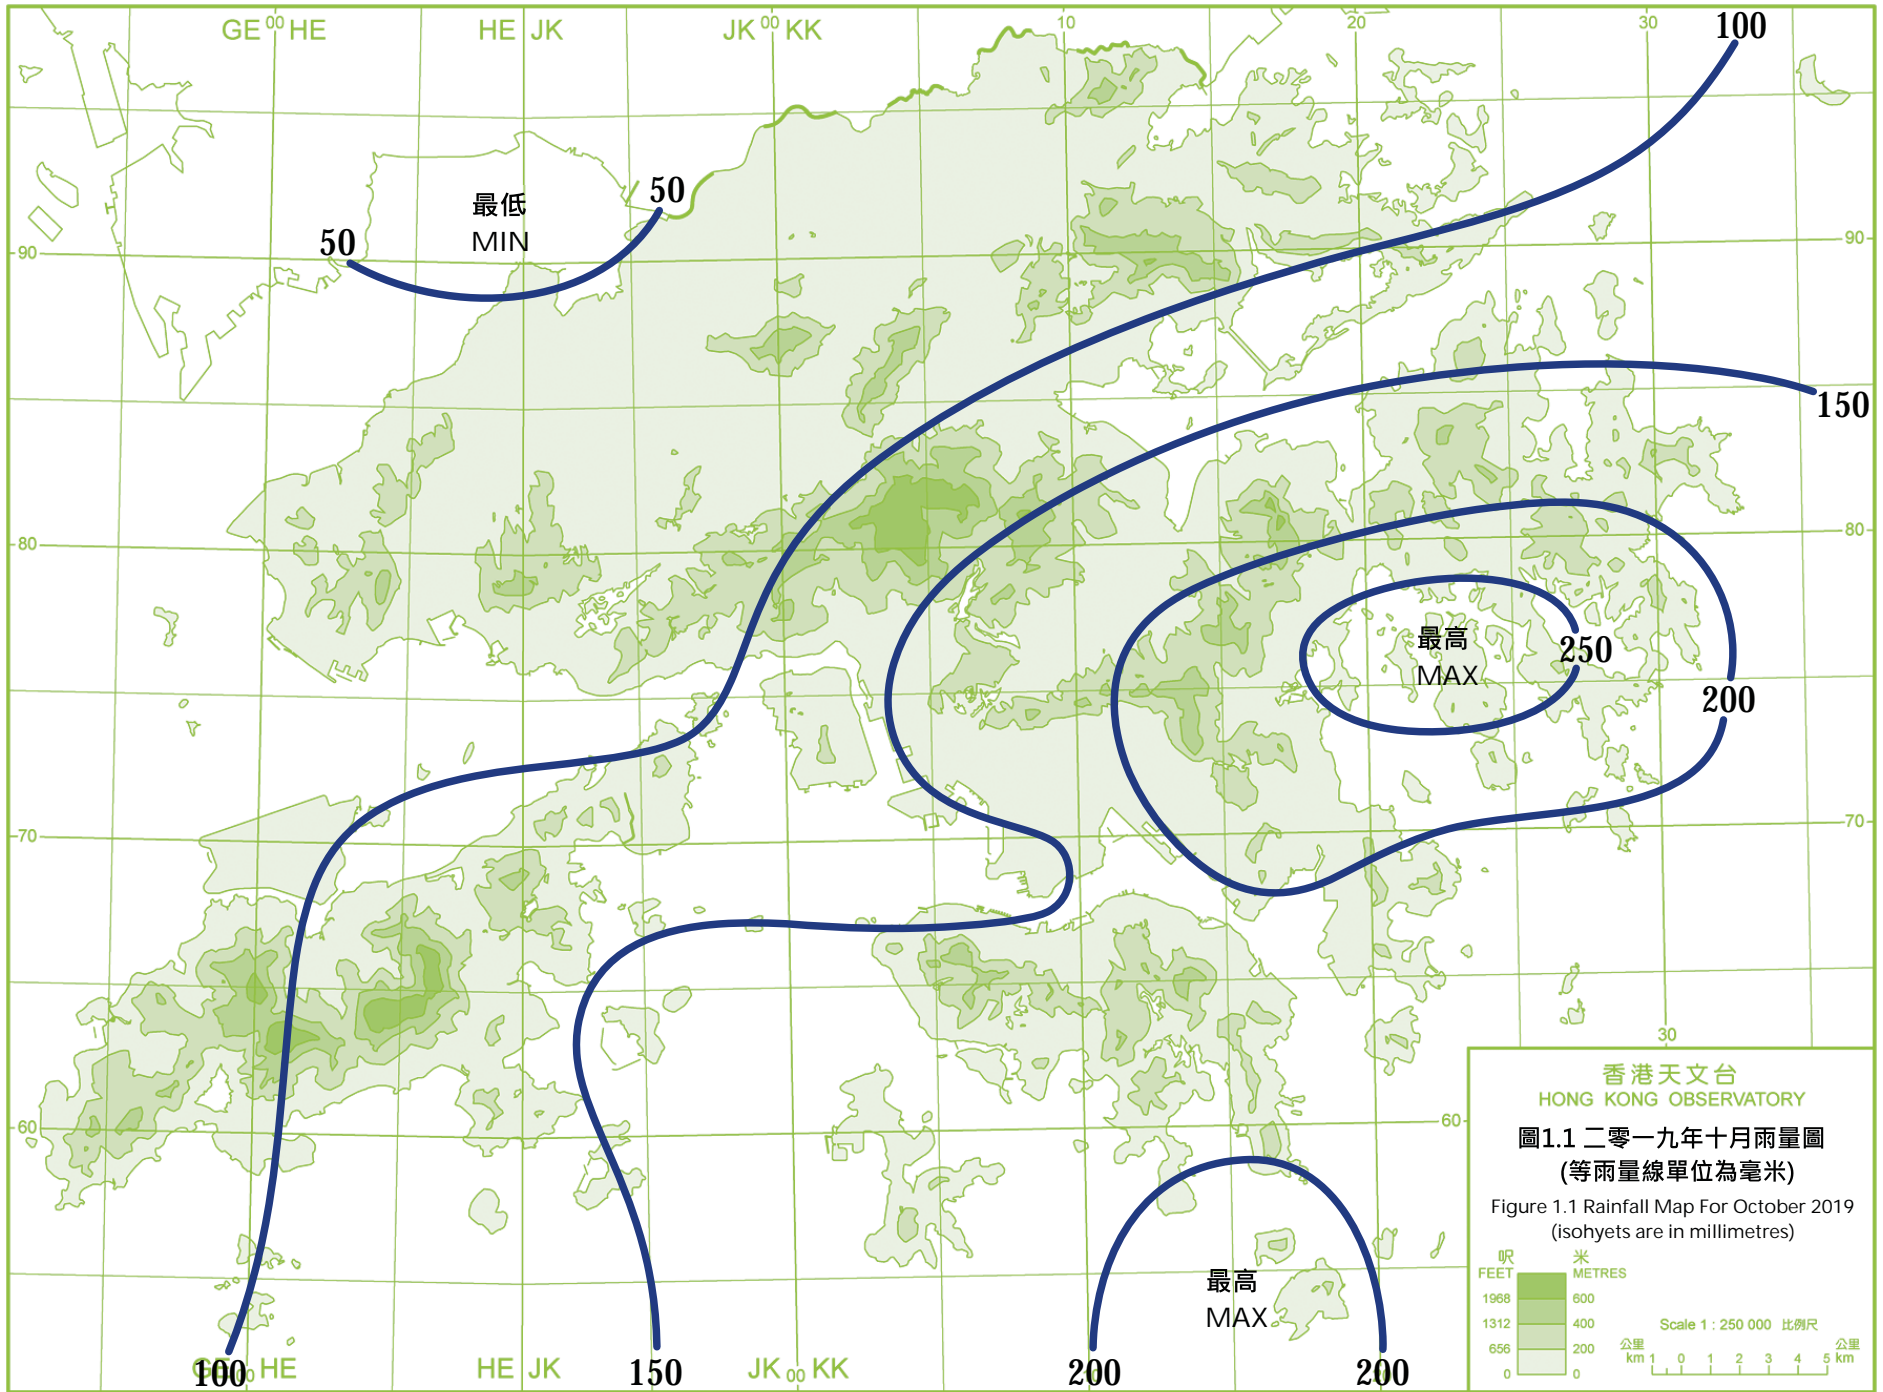 GE 00 HE
HE JK
JK 00 KK
10
20
30
100
最低
MIN
50
50
90
90
150
80
80
最高
MAX
250
200
70
70
30
60
60
香港天文台
HONG KONG OBSERVATORY
圖1.1 二零一九年十月雨量圖
(等雨量線單位為毫米)
Figure 1.1 Rainfall Map For October 2019
(isohyets are in millimetres)
呎 米
FEET METRES
1968 600
1312 400
656 200
0 0
Scale 1 : 250 000 比例尺
公里 公里
km 1 0 1 2 3 4 5 km
最高
MAX
100
GE HE
HE JK
150
JK 00 KK
200
200